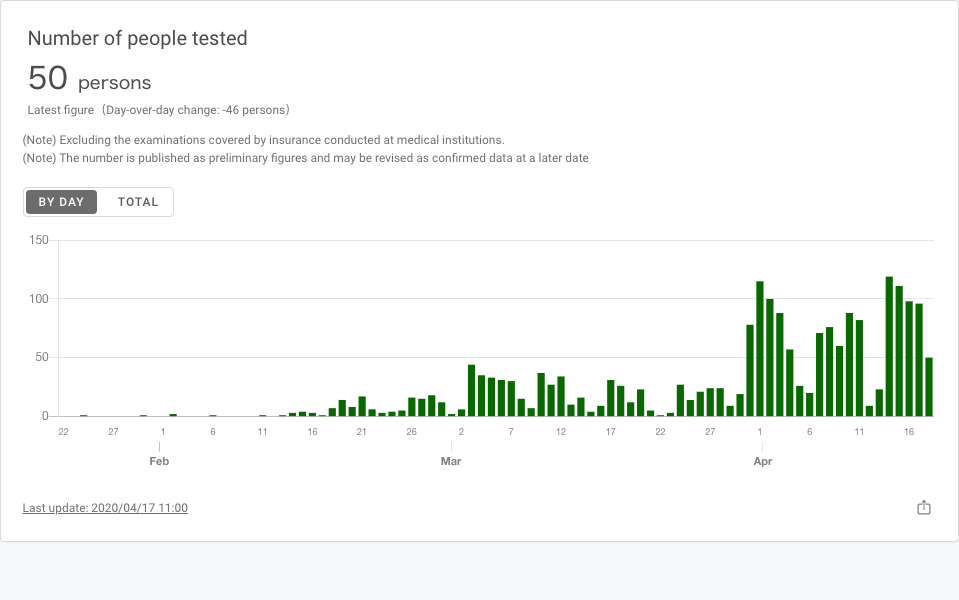 Number of people tested
50 persons
Latest figure（Day-over-day change: -46 persons）
(Note) Excluding the examinations covered by insurance conducted at medical institutions.
(Note) The number is published as preliminary figures and may be revised as confirmed data at a later date
BY DAY TOTAL
150
100
50
0
22 27 1 6 11 16 21 26 2 7 12 17 22 27 1 6 11 16
Feb Mar Apr
Last update: 2020/04/17 11:00